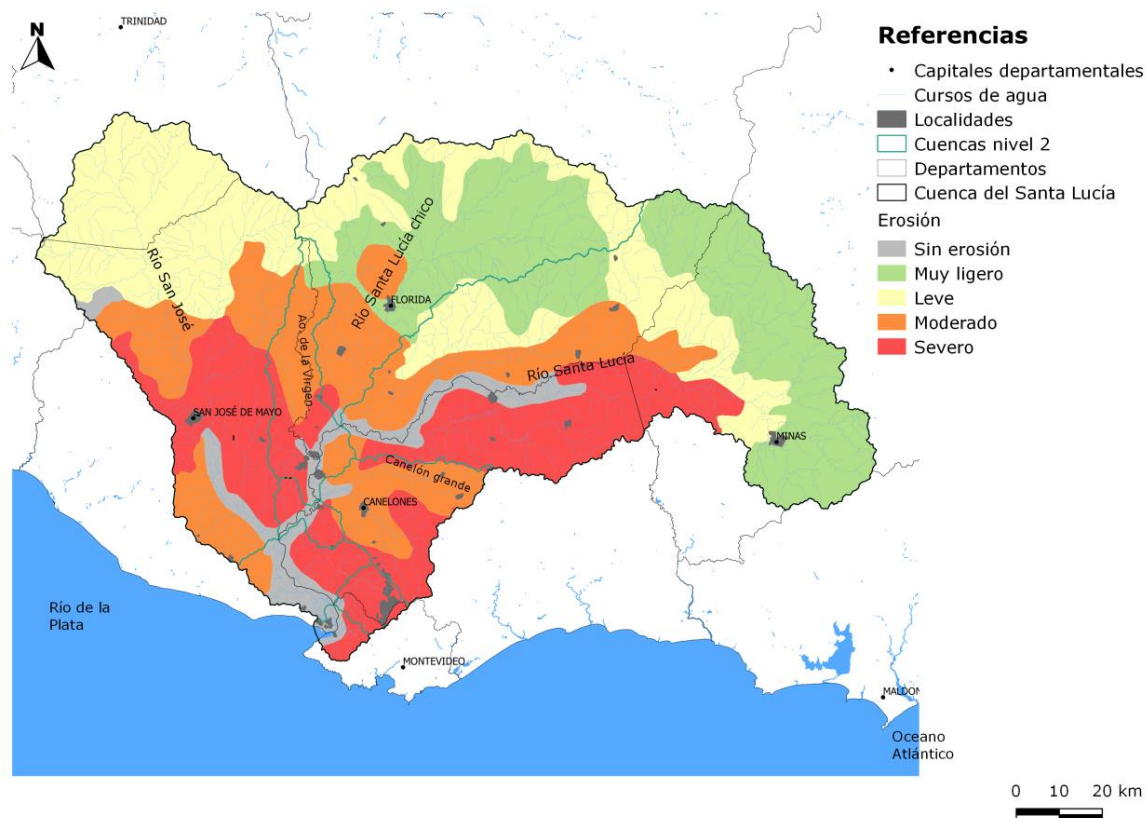 N
TRINIDAD
Río San José
Río Santa Lucía chico
FLORIDA
Ao. de la Virgen
Río Santa Lucía
SAN JOSÉ DE MAYO
MINAS
Canelón grande
CANELONES
Río de la
Plata
MONTEVIDEO
MALDON
Oceano
Atlántico
Referencias
Capitales departamentales
Cursos de agua
Localidades
Cuencas nivel 2
Departamentos
Cuenca del Santa Lucía
Erosión
Sin erosión
Muy ligero
Leve
Moderado
Severo
0 10 20 km